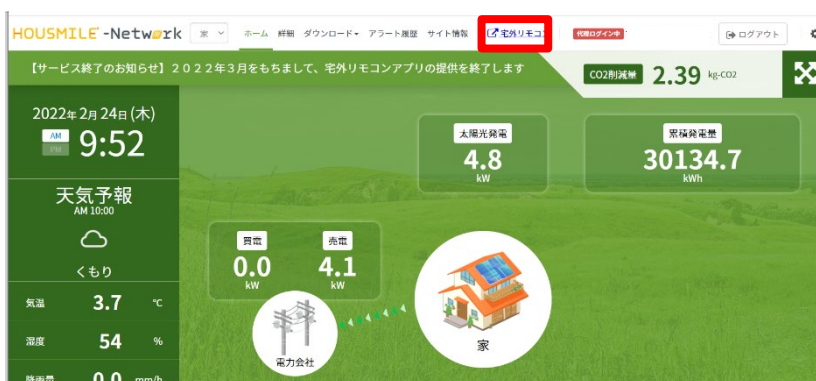 HOUSMILE-Network 家 ホーム 詳細 ダウンロード アラート履歴 サイト情報 宅外リモコン 代理ログイン中 ログアウト
【サービス終了のお知らせ】２０２２年３月をもちまして、宅外リモコンアプリの提供を終了します
CO2削減量 2.39 kg-CO2
2022年2月24日(木)
AM
PM
9:52
天気予報
AM 10:00
くもり
気温 3.7 ℃
湿度 54 %
降雨量 0.0 mm/h
太陽光発電
4.8
kW
累積発電量
30134.7
kWh
買電
0.0
kW
売電
4.1
kW
電力会社
家